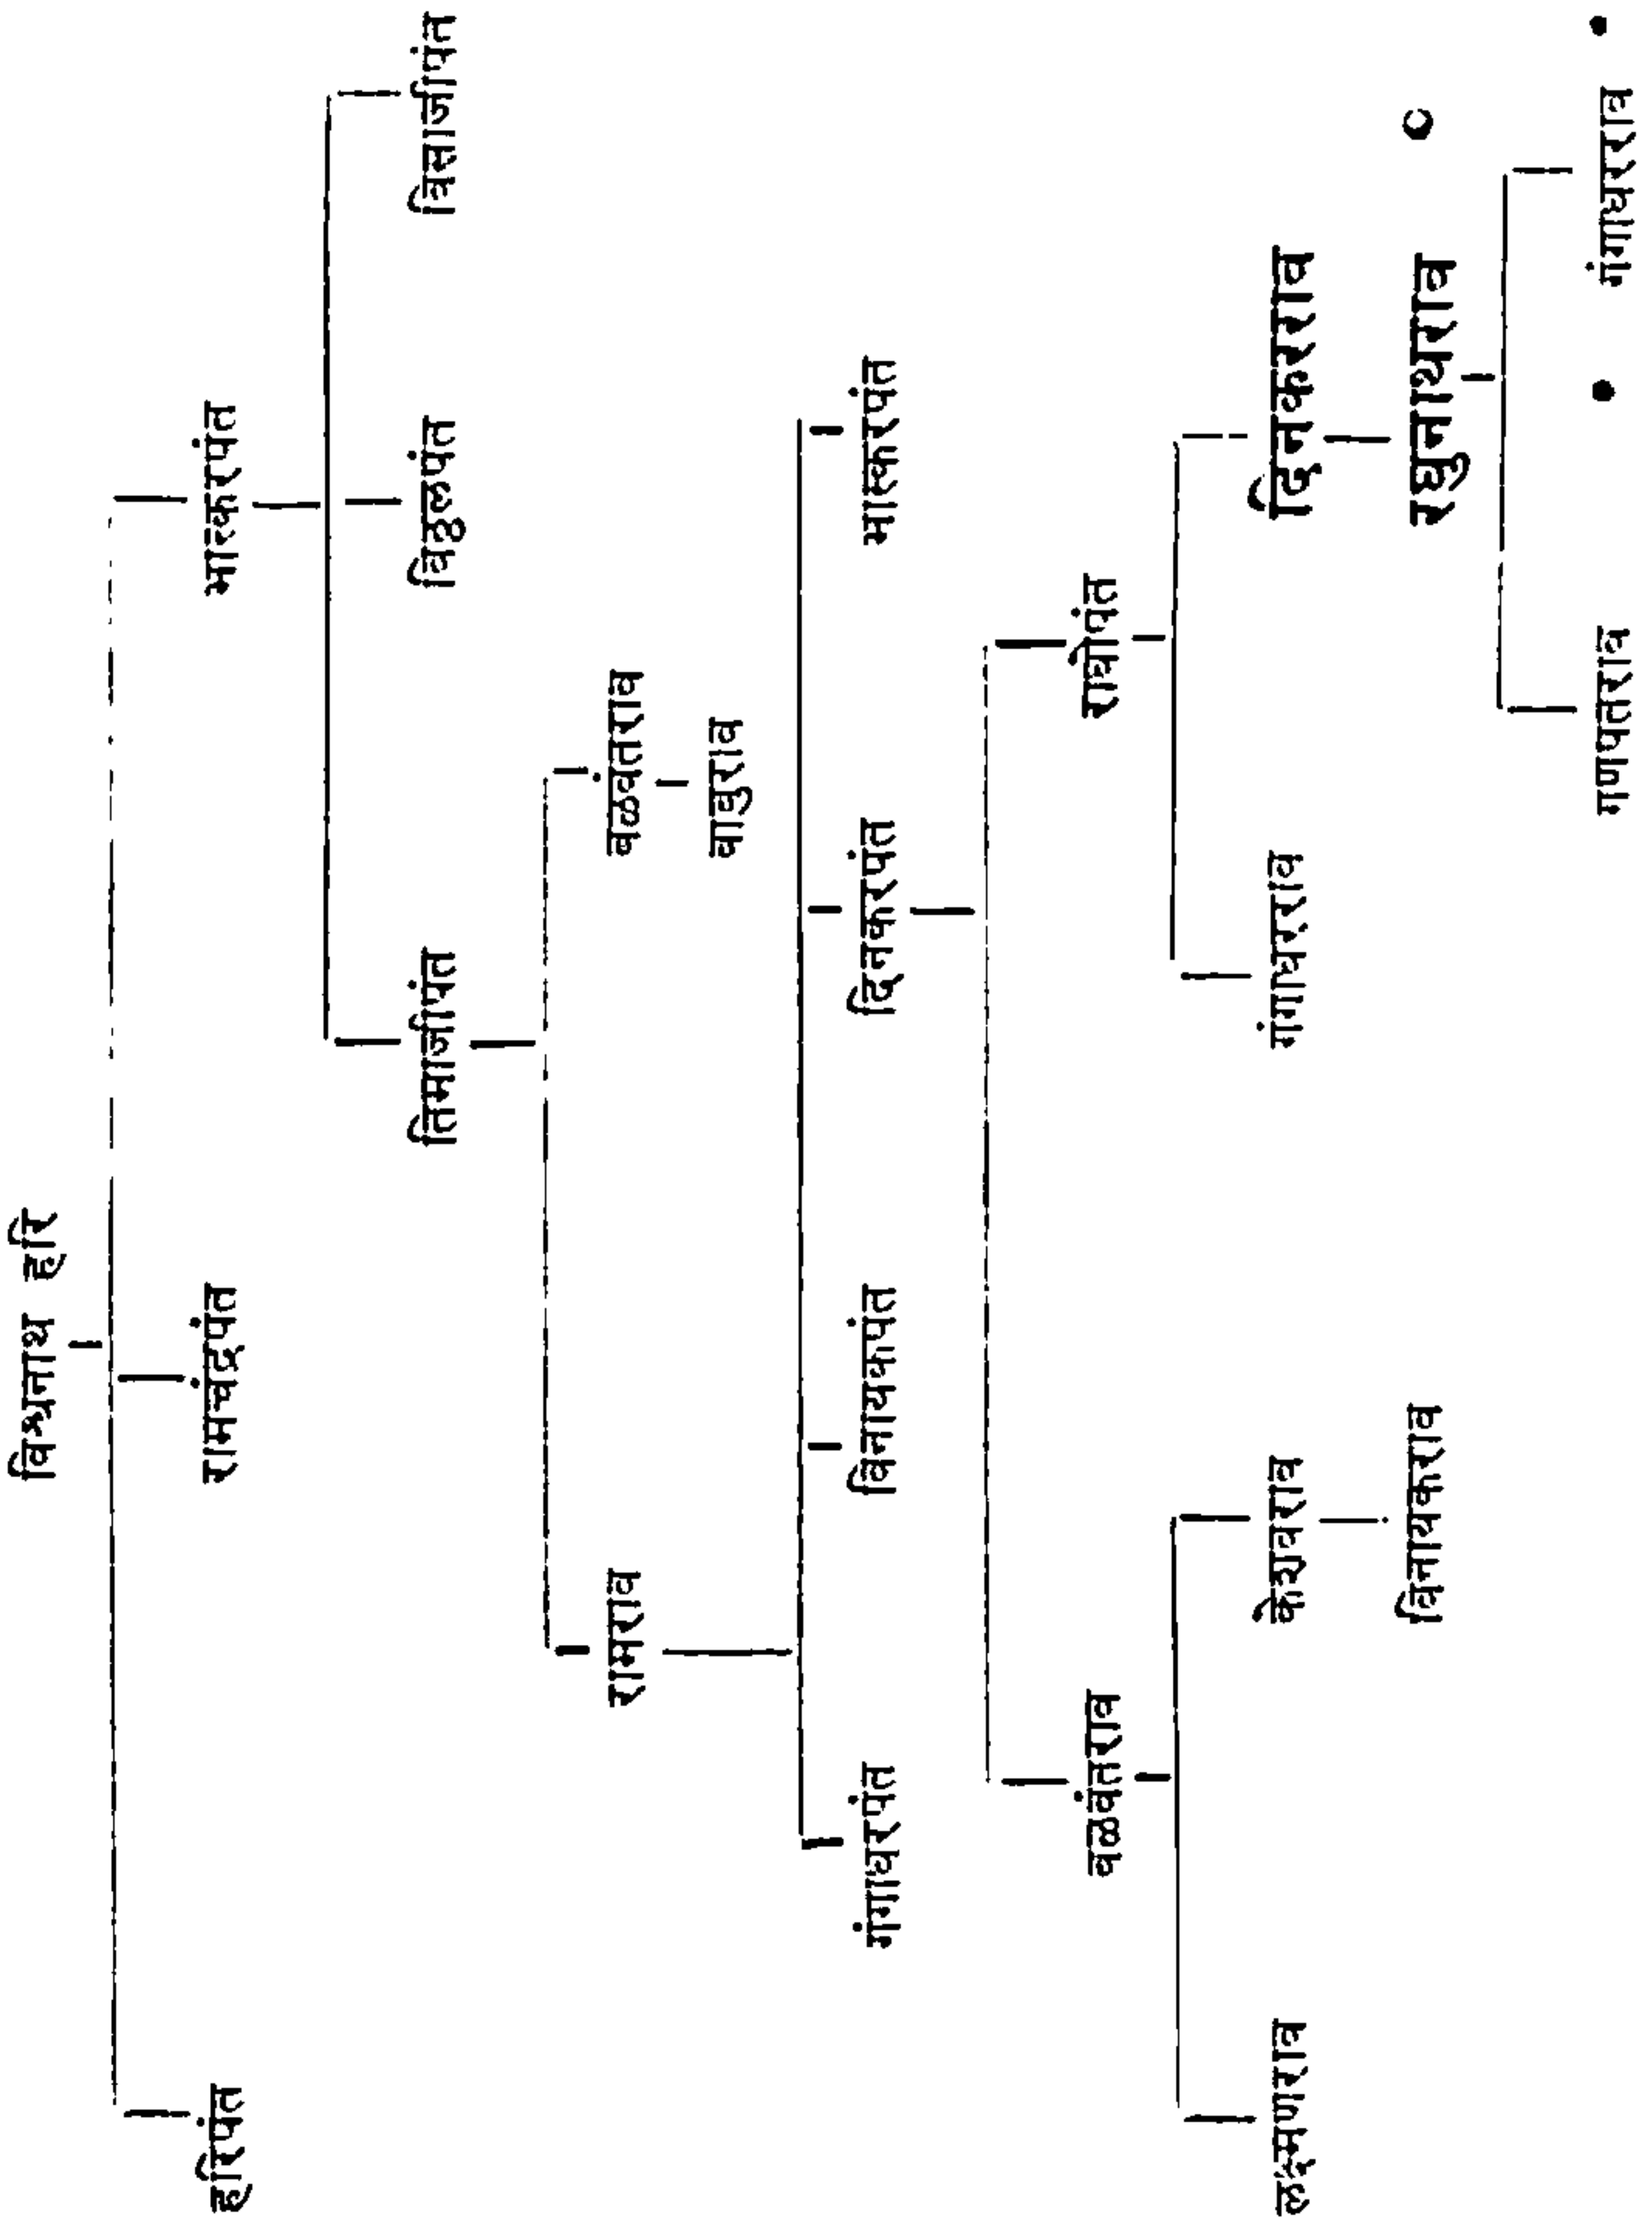 विश्वनाथ हरि
हरिपंत रामचंद्रपंत भास्करपंत
तिमाजीपंत विठ्ठलपंत विसाजीपंत
रामराव बळवंतराव
बाबुराव
गंगाधरपंत विनायकपंत दिनकरपंत भास्करपंत
बळवंतराव राघोपंत
लक्ष्मणराव केशवराव गंगाधरराव दिनकरराव
विनायकराव रघुनाथराव
गणपतराव गंगाधरराव